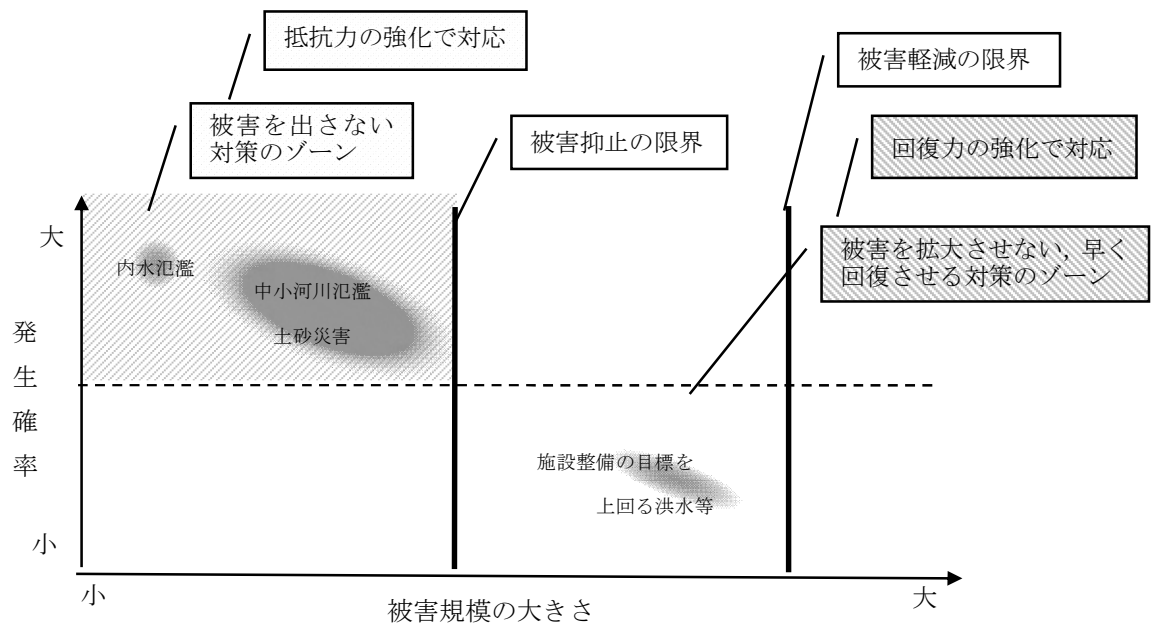 抵抗力の強化で対応
被害軽減の限界
被害を出さない
対策のゾーン
被害抑止の限界
回復力の強化で対応
被害を拡大させない,早く
回復させる対策のゾーン
大
内水氾濫
中小河川氾濫
土砂災害
発生確率
施設整備の目標を
上回る洪水等
小
小
被害規模の大きさ
大